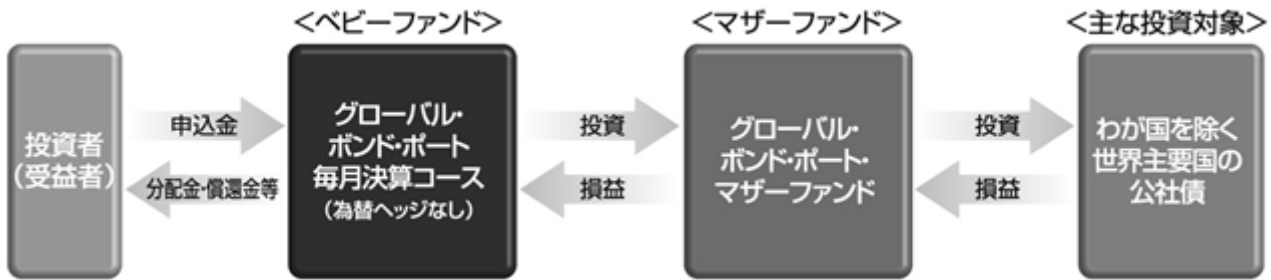 <ベビーファンド>
<マザーファンド>
<主な投資対象>
投資者
(受益者)
申込金
分配金・償還金等
グローバル・
ボンド・ポート
毎月決算コース
(為替ヘッジなし)
投資
損益
グローバル・
ボンド・ポート・
マザーファンド
投資
損益
わが国を除く
世界主要国の
公社債